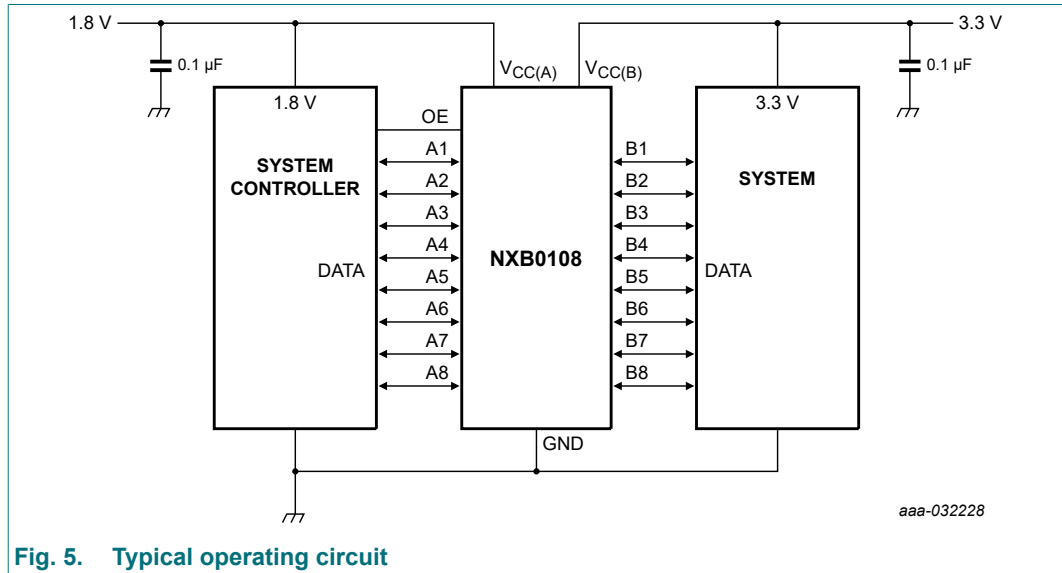 1.8 V
3.3 V
0.1 µF
VCC(A)
VCC(B)
0.1 µF
1.8 V
3.3 V
OE
A1
B1
SYSTEM
CONTROLLER
SYSTEM
A2
B2
A3
B3
A4
B4
NXB0108
DATA
DATA
A5
B5
A6
B6
A7
B7
A8
B8
GND
aaa-032228
Fig. 5. Typical operating circuit